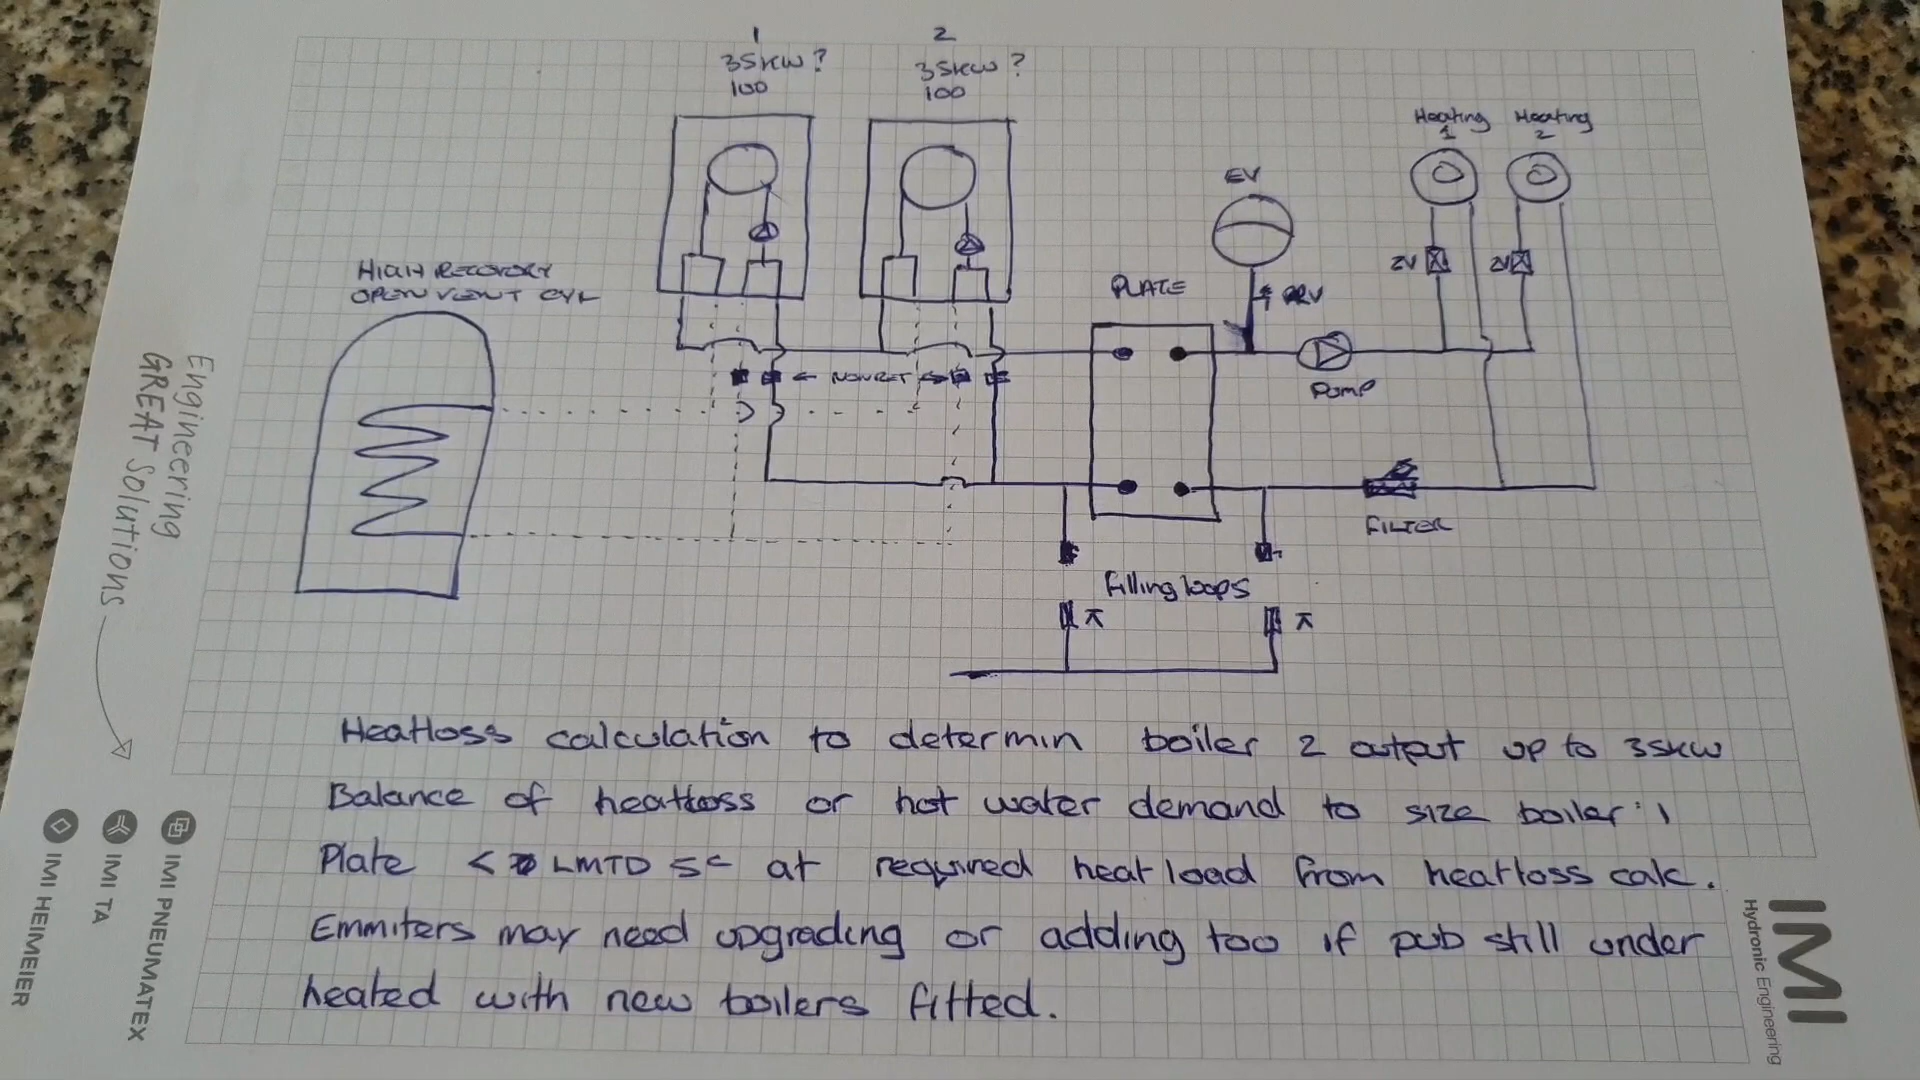 1
35KW ?
100
2
35KW ?
100
Heating
1
Heating
2
EV
HIGH RECOVERY
OPEN VENT CYL
PLATE
PRV
ZV
ZV
← NONRET →
Pump
FILTER
Filling loops
Heatloss calculation to determin boiler 2 output up to 35KW
Balance of heatloss or hot water demand to size boiler 1
Plate < LMTD 5C at required heat load from heatloss calc.
Emmiters may need upgrading or adding too if pub still under
heated with new boilers fitted.
Engineering
GREAT Solutions
IMI PNEUMATEX
IMI TA
IMI HEIMEIER
IMI
Hydronic Engineering